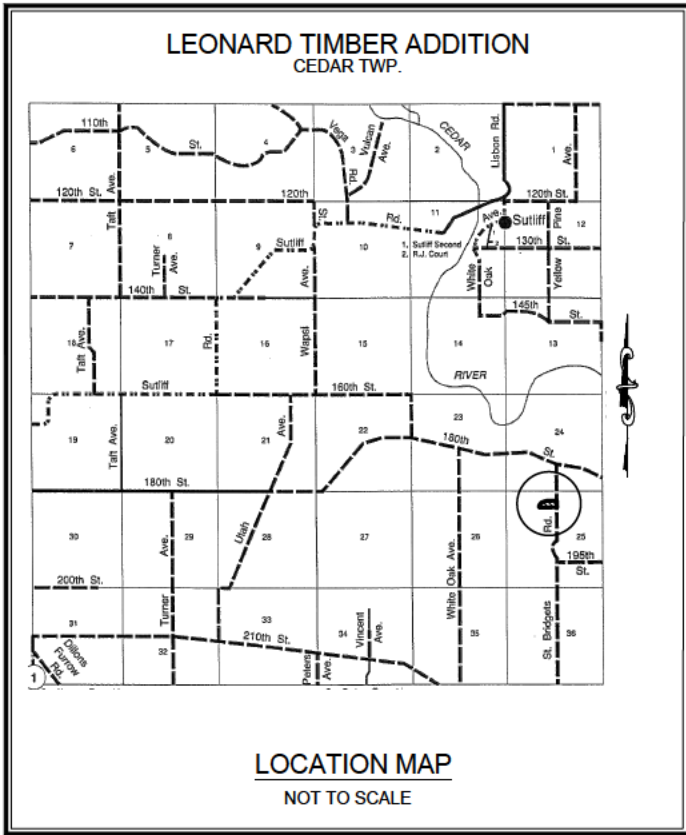 LEONARD TIMBER ADDITION
CEDAR TWP.
110th
St.
6
5
4
Vega
Rd.
3
Vulcan
Ave.
2
CEDAR
Lisbon Rd.
1
Ave.
120th St.
Taft Ave.
120th
St.
Rd.
11
120th St.
Ave.
Sutliff
Pine
12
7
8
Turner
Ave.
9
Sutliff
Ave.
10
1. Sutliff Second
2. R.J. Court
1
2
White
Oak
130th
St.
Yellow
140th St.
145th
St.
18
Taft Ave.
17
Rd.
16
Wapsi
15
14
13
Sutliff
160th St.
RIVER
19
Taft Ave.
20
21
Ave.
22
23
180th
St.
24
180th St.
30
Ave.
29
Utah
28
27
White Oak Ave.
26
Rd.
25
195th
St.
200th St.
31
Turner
32
33
210th St.
34
Vincent
Ave.
35
St. Bridgets
36
Dillons
Furrow
Rd.
1
Peters
Ave.
LOCATION MAP
NOT TO SCALE